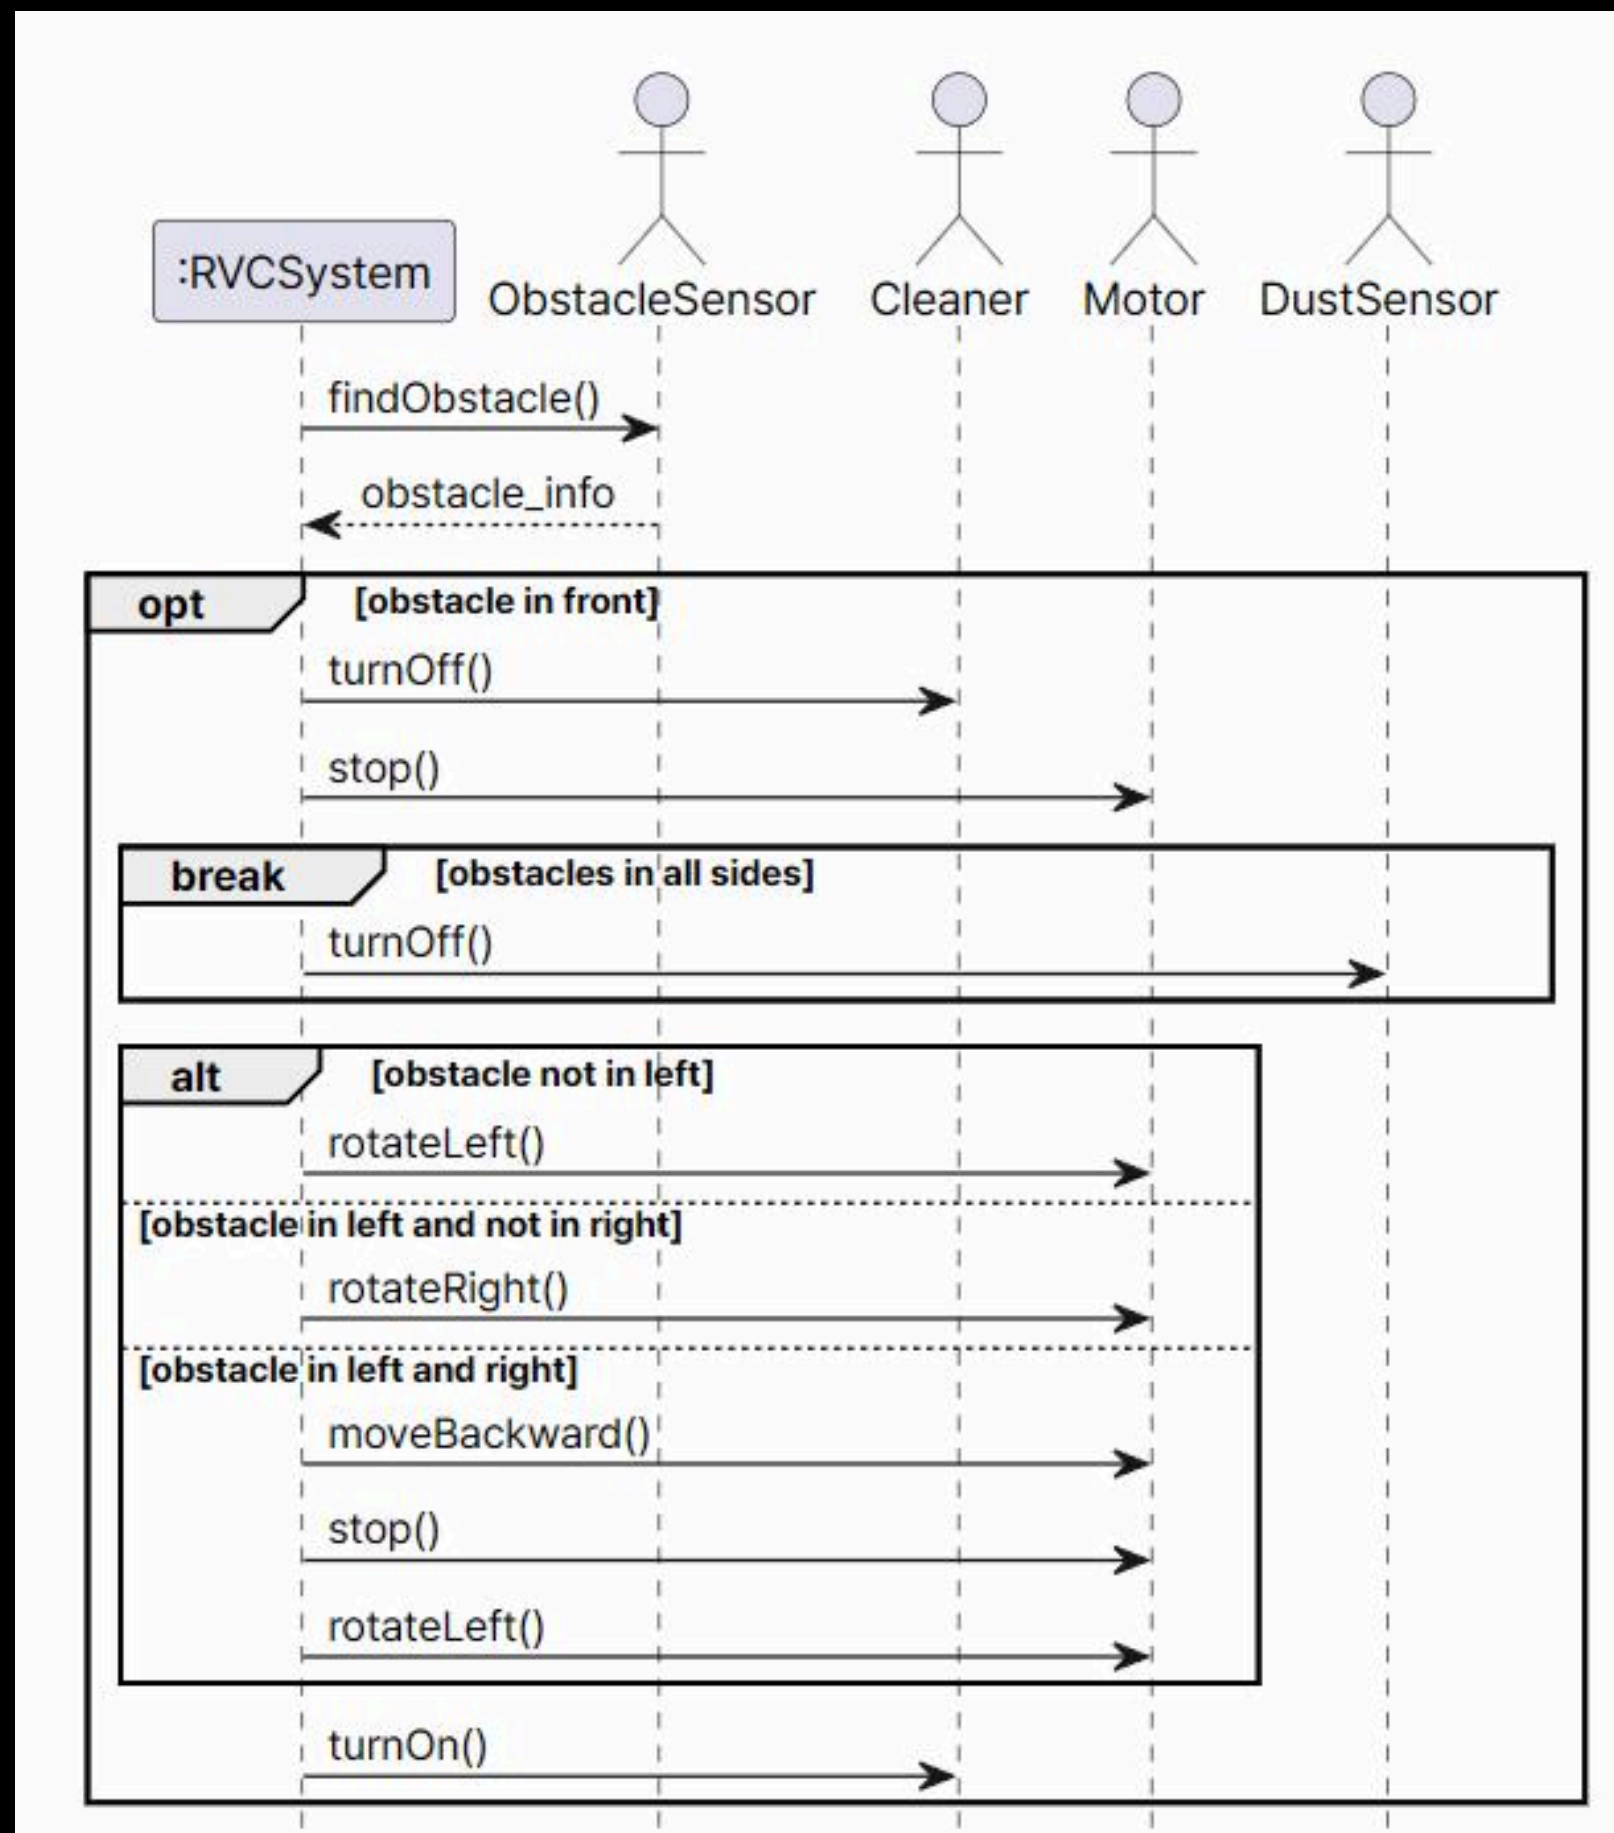 :RVCSystem
ObstacleSensor
Cleaner
Motor
DustSensor
findObstacle()
obstacle_info
opt
[obstacle in front]
turnOff()
stop()
break
[obstacles in all sides]
turnOff()
alt
[obstacle not in left]
rotateLeft()
[obstacle in left and not in right]
rotateRight()
[obstacle in left and right]
moveBackward()
stop()
rotateLeft()
turnOn()